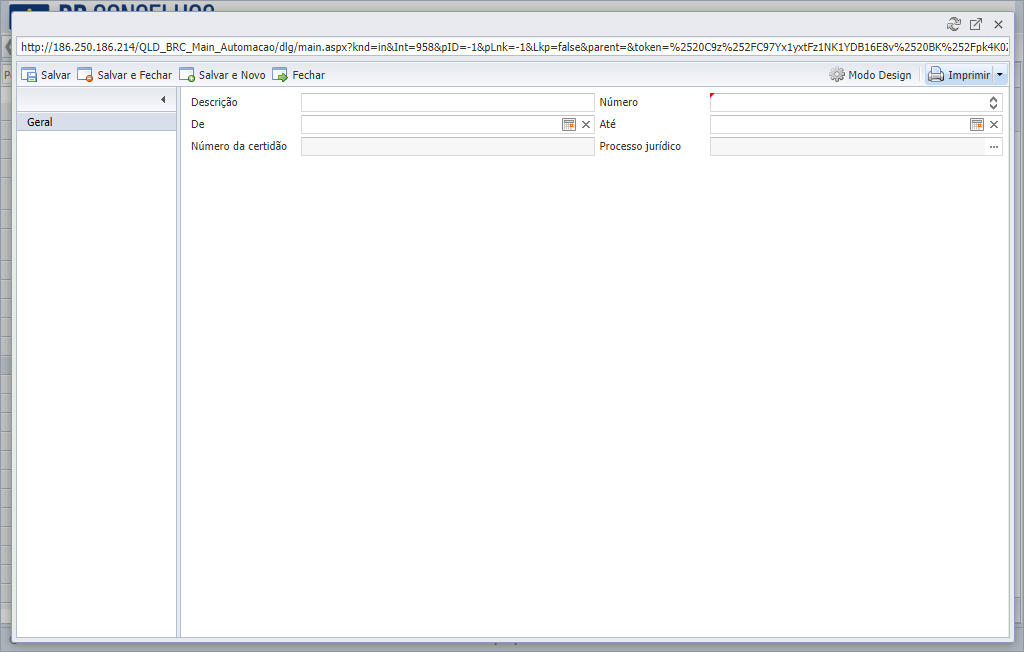 http://186.250.186.214/QLD_BRC_Main_Automacao/dlg/main.aspx?knd=in&Int=958&pID=-1&pLnk=-1&Lkp=false&parent=&token=%2520C9z%252FC97Yx1yxtFz1NK1YDB16E8v%2520BK%252Fpk4K0
Salvar Salvar e Fechar Salvar e Novo Fechar Modo Design Imprimir
Descrição Número
Geral
De Até
Número da certidão Processo jurídico